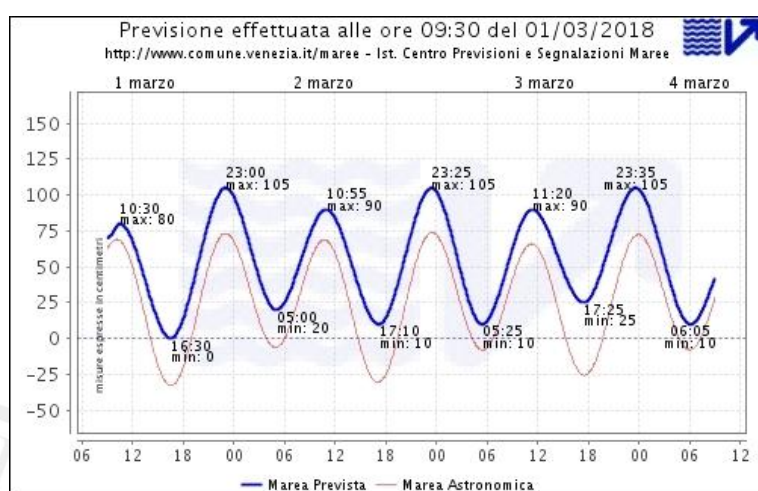 Previsione effettuata alle ore 09:30 del 01/03/2018
http://www.comune.venezia.it/maree - Ist. Centro Previsioni e Segnalazioni Maree
1 marzo 2 marzo 3 marzo 4 marzo
150
125
100
75
50
25
0
-25
-50
misure espresse in centimetri
10:30
max: 80
16:30
min: 0
23:00
max: 105
05:00
min: 20
10:55
max: 90
17:10
min: 10
23:25
max: 105
05:25
min: 10
11:20
max: 90
17:25
min: 25
23:35
max: 105
06:05
min: 10
06 12 18 00 06 12 18 00 06 12 18 00 06 12
Marea Prevista Marea Astronomica